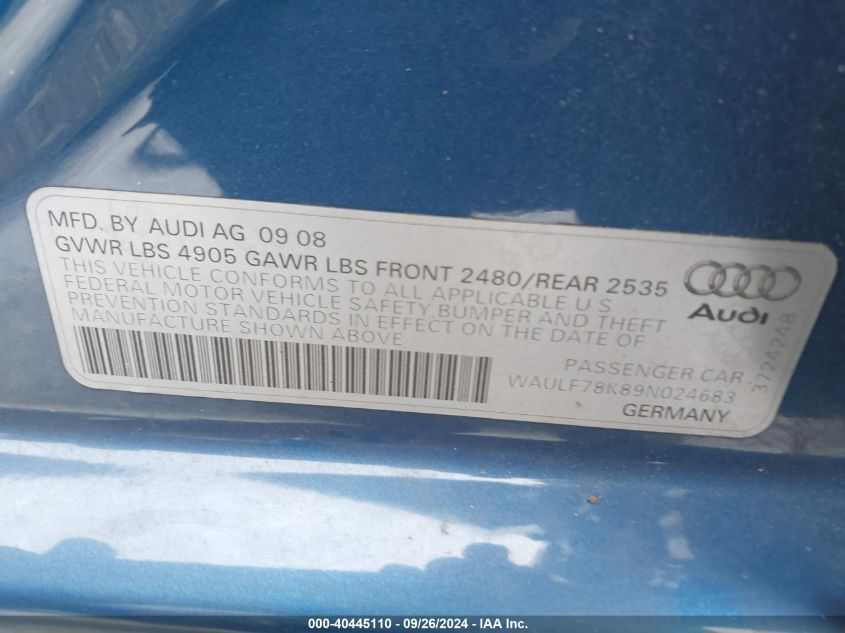 MFD. BY AUDI AG 09 08
GVWR LBS 4905 GAWR LBS FRONT 2480/REAR 2535
THIS VEHICLE CONFORMS TO ALL APPLICABLE U S
FEDERAL MOTOR VEHICLE SAFETY, BUMPER AND THEFT
PREVENTION STANDARDS IN EFFECT ON THE DATE OF
MANUFACTURE SHOWN ABOVE
Audi
PASSENGER CAR
WAULF78K89N024683
GERMANY
3724248
000-40445110 - 09/26/2024 - IAA Inc.